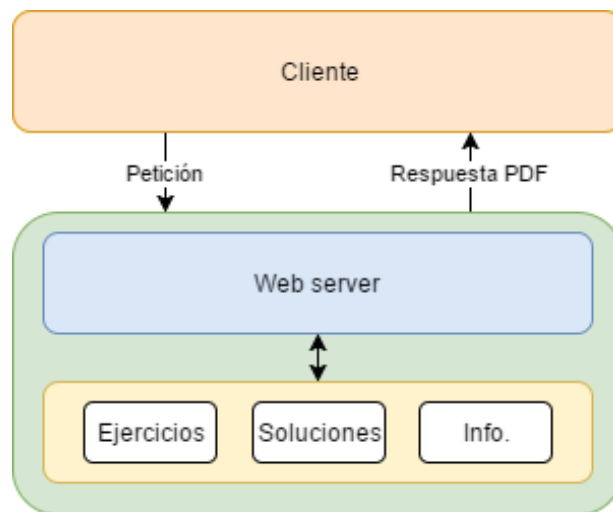 Cliente
Petición
Respuesta PDF
Web server
Ejercicios
Soluciones
Info.